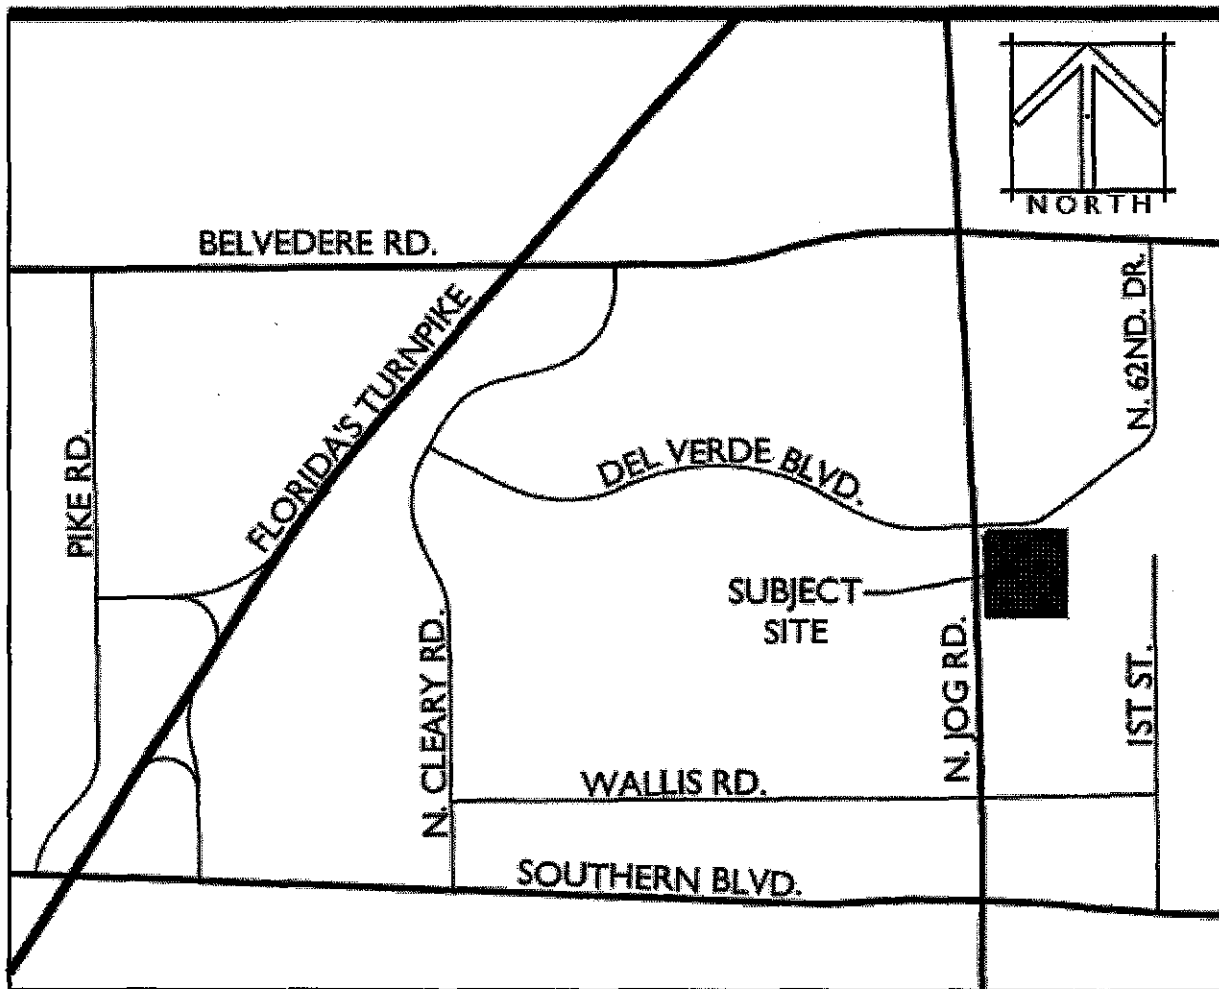 NORTH
BELVEDERE RD.
N. 62ND. DR.
FLORIDA'S TURNPIKE
PIKE RD.
DEL VERDE BLVD.
SUBJECT
SITE
N. CLEARY RD.
N. JOG RD.
1ST ST.
WALLIS RD.
SOUTHERN BLVD.